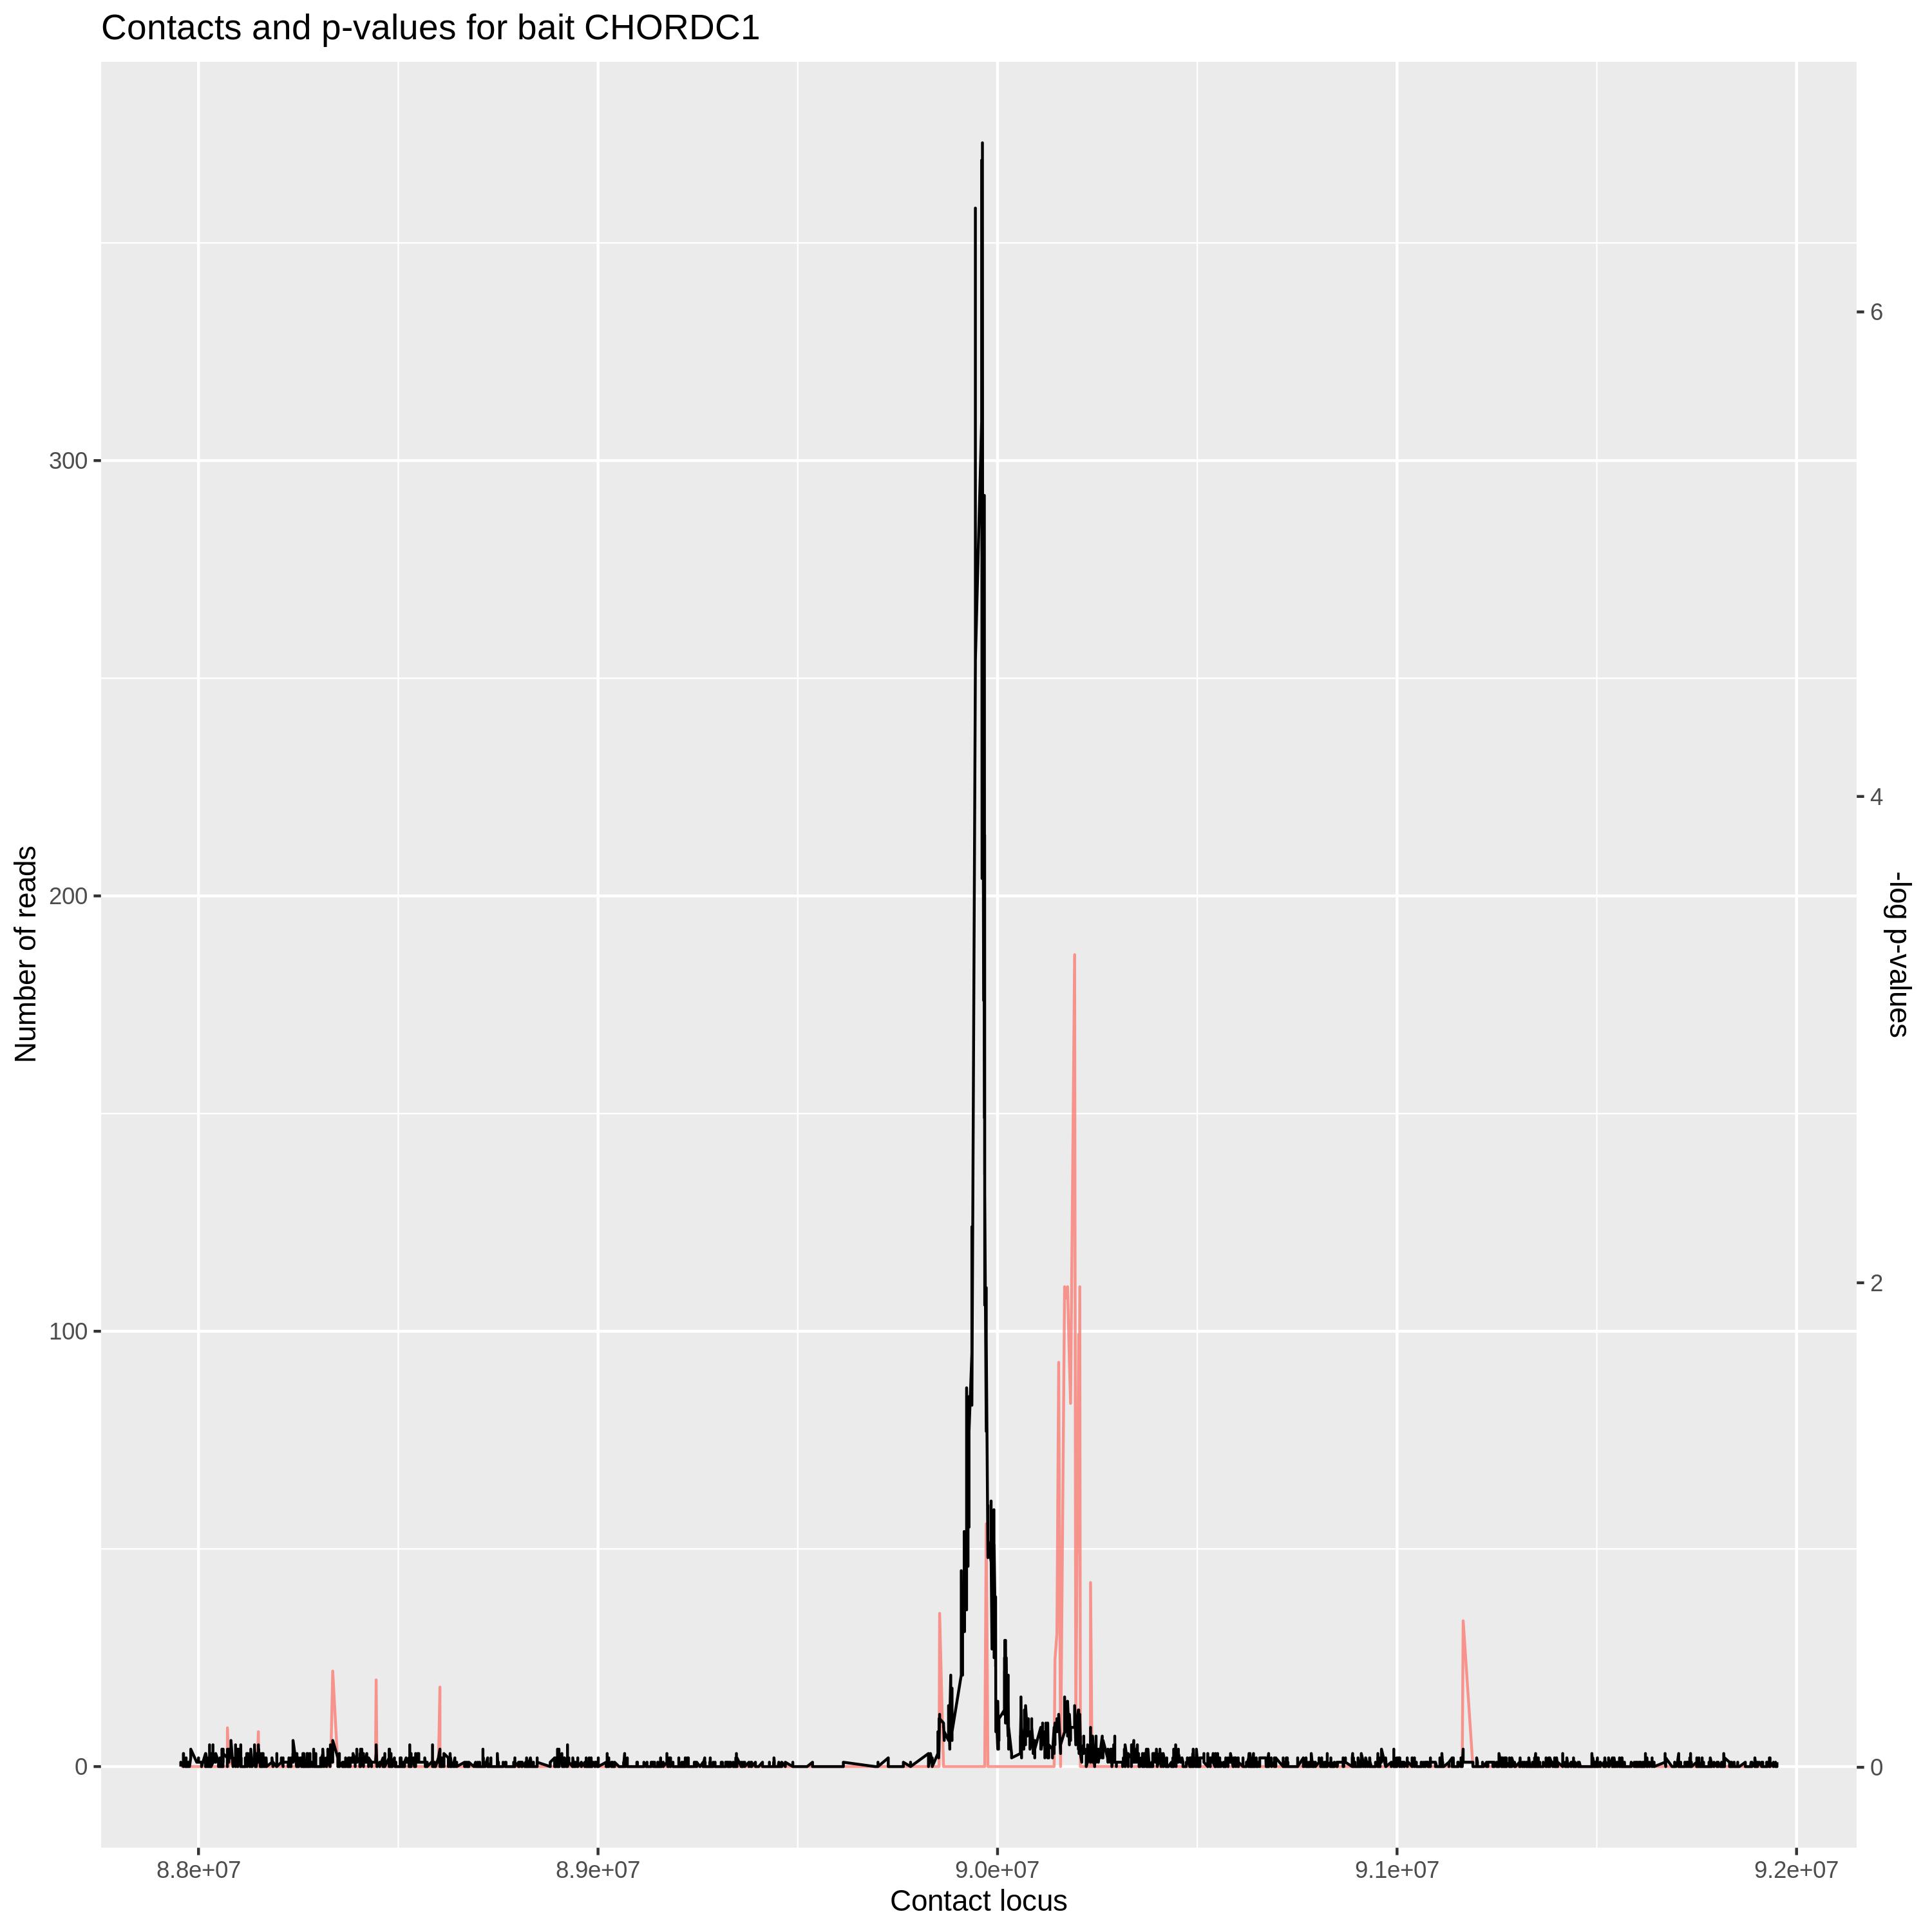 Contacts and p-values for bait CHORDC1
300
200
100
0
Number of reads
6
4
2
0
-log p-values
8.8e+07
8.9e+07
9.0e+07
9.1e+07
9.2e+07
Contact locus